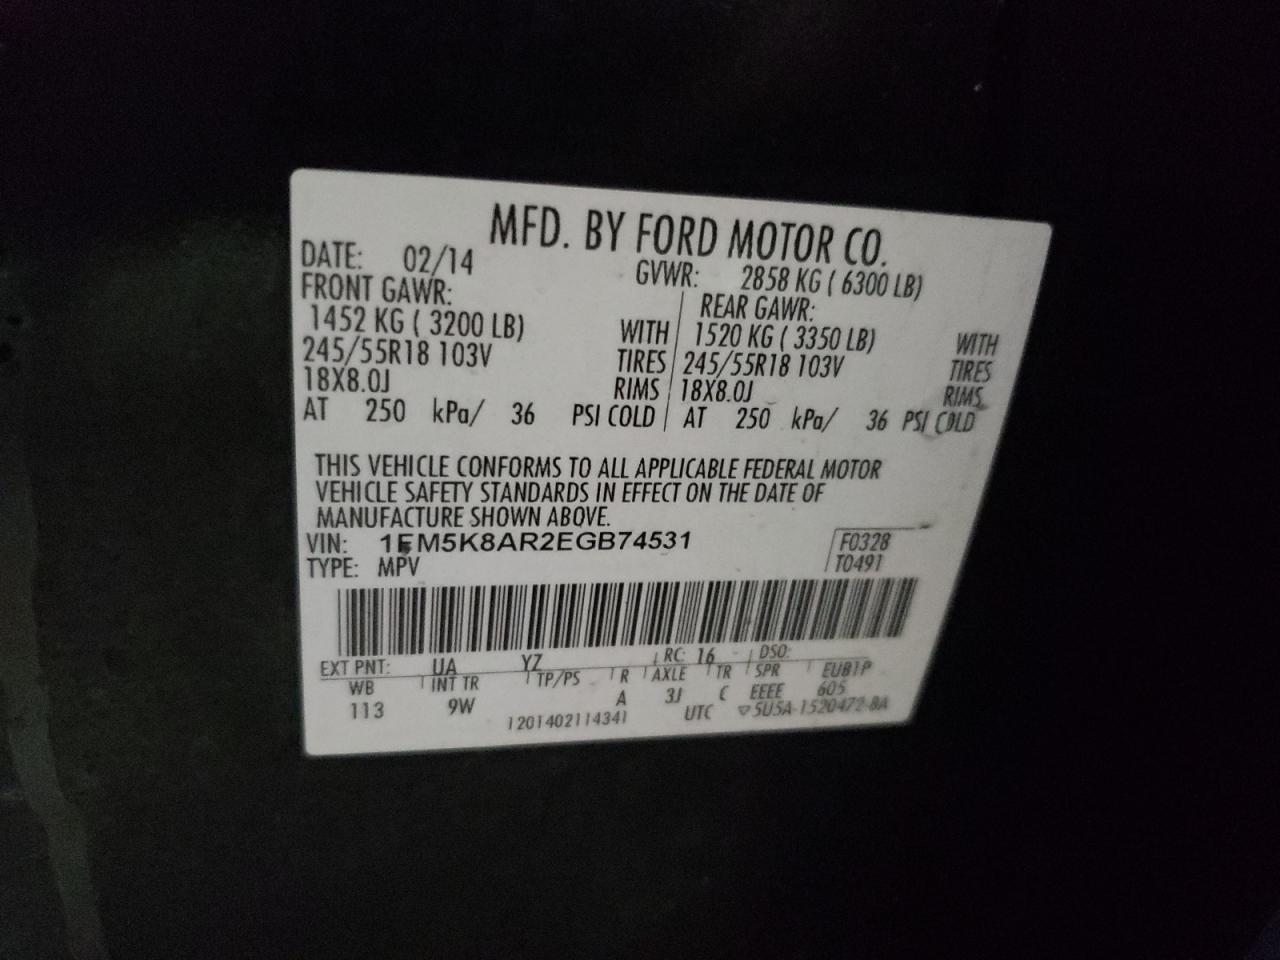 MFD. BY FORD MOTOR CO.
DATE: 02/14 GVWR: 2858 KG ( 6300 LB)
FRONT GAWR: REAR GAWR:
1452 KG ( 3200 LB) WITH 1520 KG ( 3350 LB) WITH
245/55R18 103V TIRES 245/55R18 103V TIRES
18X8.0J RIMS 18X8.0J RIMS
AT 250 kPa/ 36 PSI COLD AT 250 kPa/ 36 PSI COLD
THIS VEHICLE CONFORMS TO ALL APPLICABLE FEDERAL MOTOR
VEHICLE SAFETY STANDARDS IN EFFECT ON THE DATE OF
MANUFACTURE SHOWN ABOVE.
VIN: 1FM5K8AR2EGB74531 F0328
TYPE: MPV T0491
EXT PNT: UA YZ RC: 16 DSO:
WB INT TR TP/PS R AXLE TR SPR EUB1P
113 9W A 3J C EEEE 605
1201402114341 UTC ▽5U5A-1520472-BA